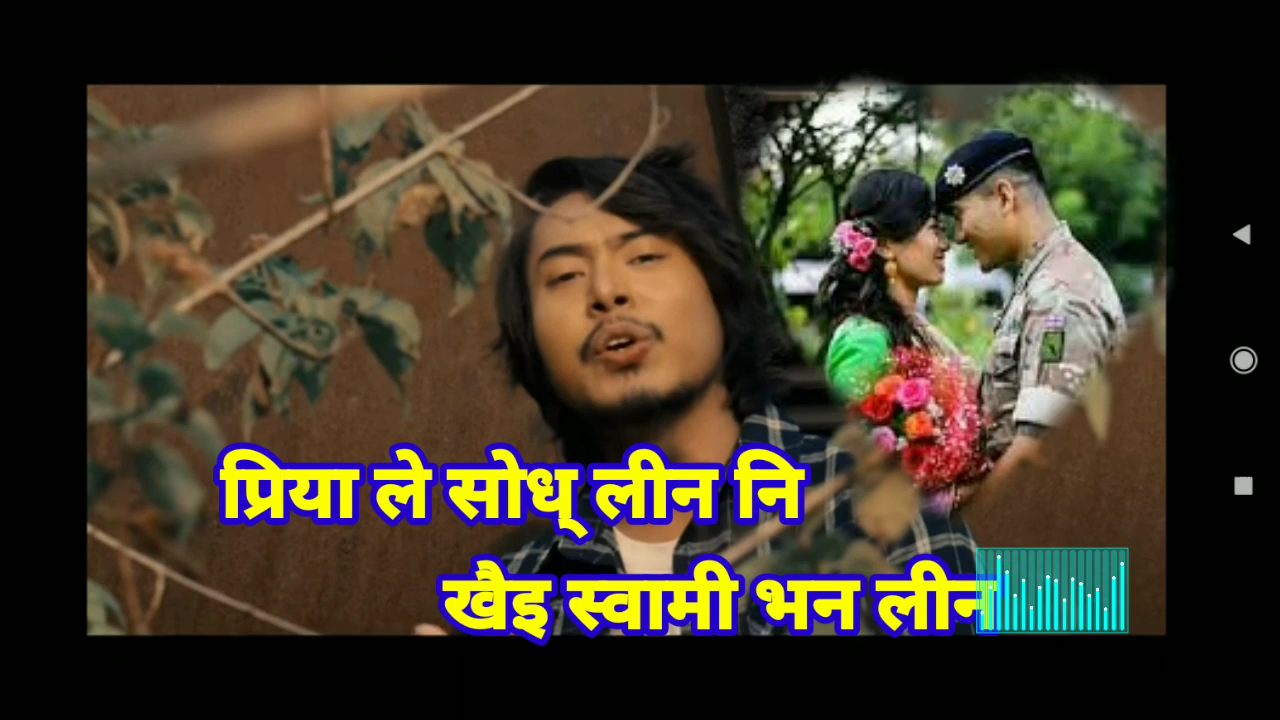 प्रिया ले सोध् लीन नि
खैइ स्वामी भन लीन